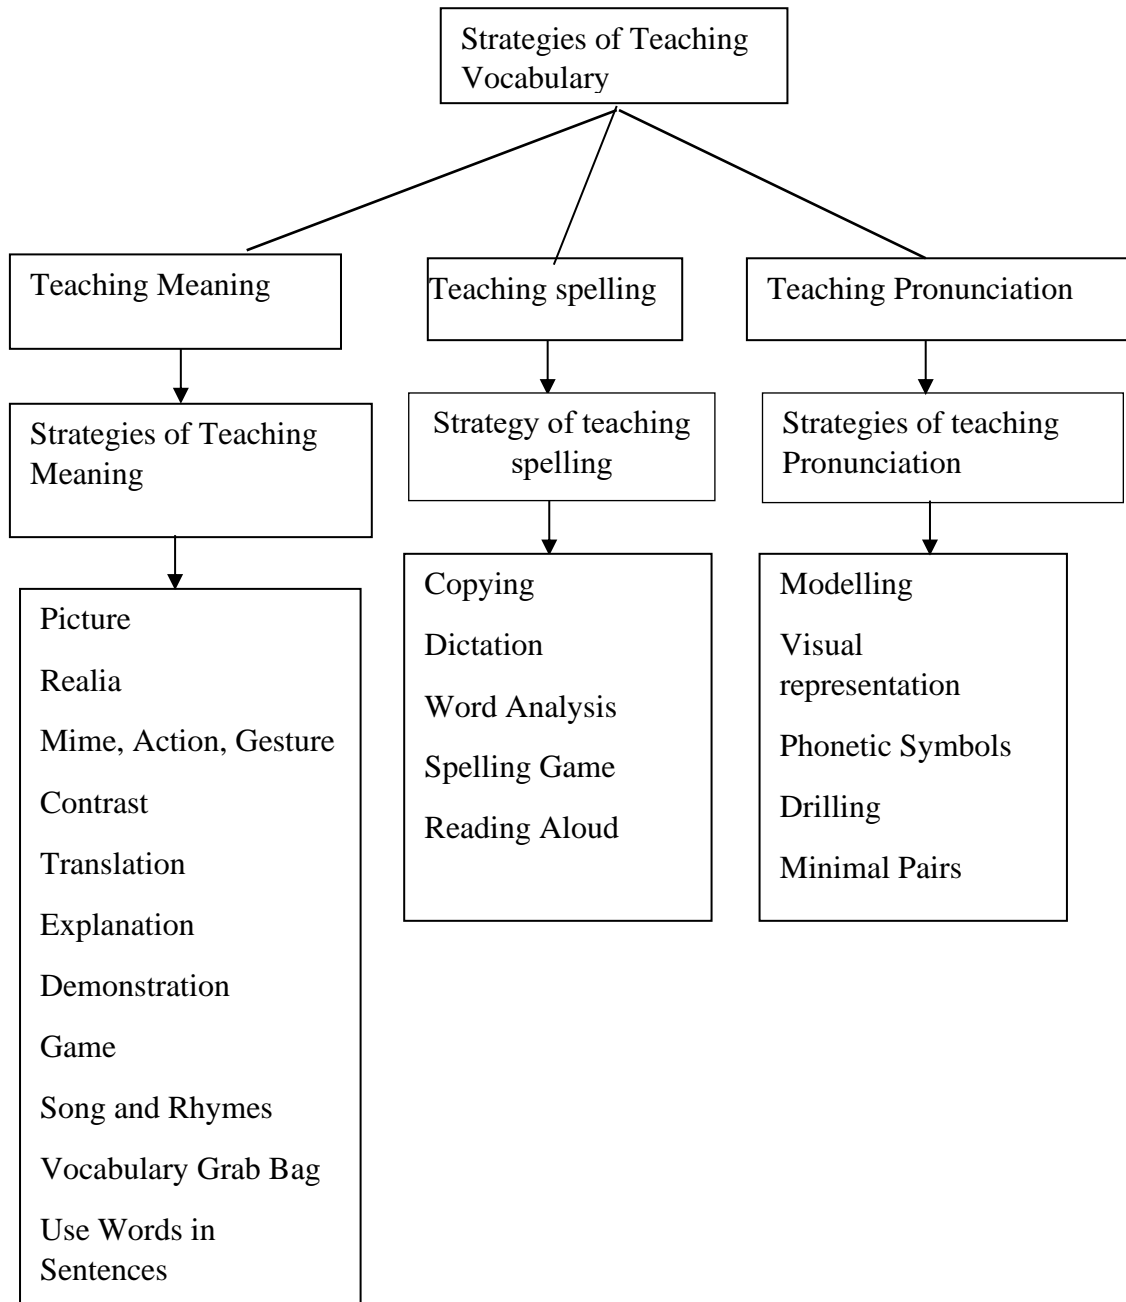 Strategies of Teaching
Vocabulary
Teaching Meaning
Teaching spelling
Teaching Pronunciation
Strategies of Teaching
Meaning
Strategy of teaching
spelling
Strategies of teaching
Pronunciation
Picture
Realia
Mime, Action, Gesture
Contrast
Translation
Explanation
Demonstration
Game
Song and Rhymes
Vocabulary Grab Bag
Use Words in
Sentences
Copying
Dictation
Word Analysis
Spelling Game
Reading Aloud
Modelling
Visual
representation
Phonetic Symbols
Drilling
Minimal Pairs